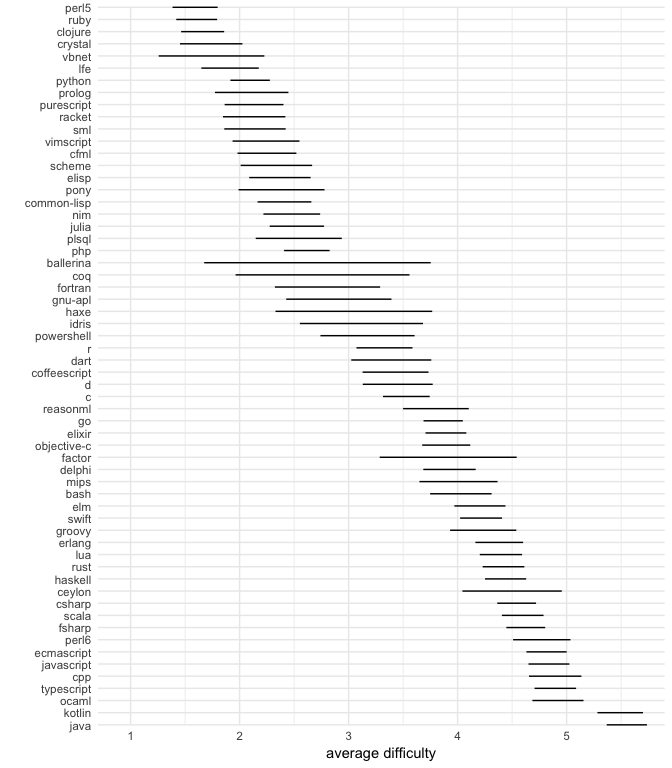 perl5
ruby
clojure
crystal
vbnet
lfe
python
prolog
purescript
racket
sml
vimscript
cfml
scheme
elisp
pony
common-lisp
nim
julia
plsql
php
ballerina
coq
fortran
gnu-apl
haxe
idris
powershell
r
dart
coffeescript
d
c
reasonml
go
elixir
objective-c
factor
delphi
mips
bash
elm
swift
groovy
erlang
lua
rust
haskell
ceylon
csharp
scala
fsharp
perl6
ecmascript
javascript
cpp
typescript
ocaml
kotlin
java
1 2 3 4 5
average difficulty